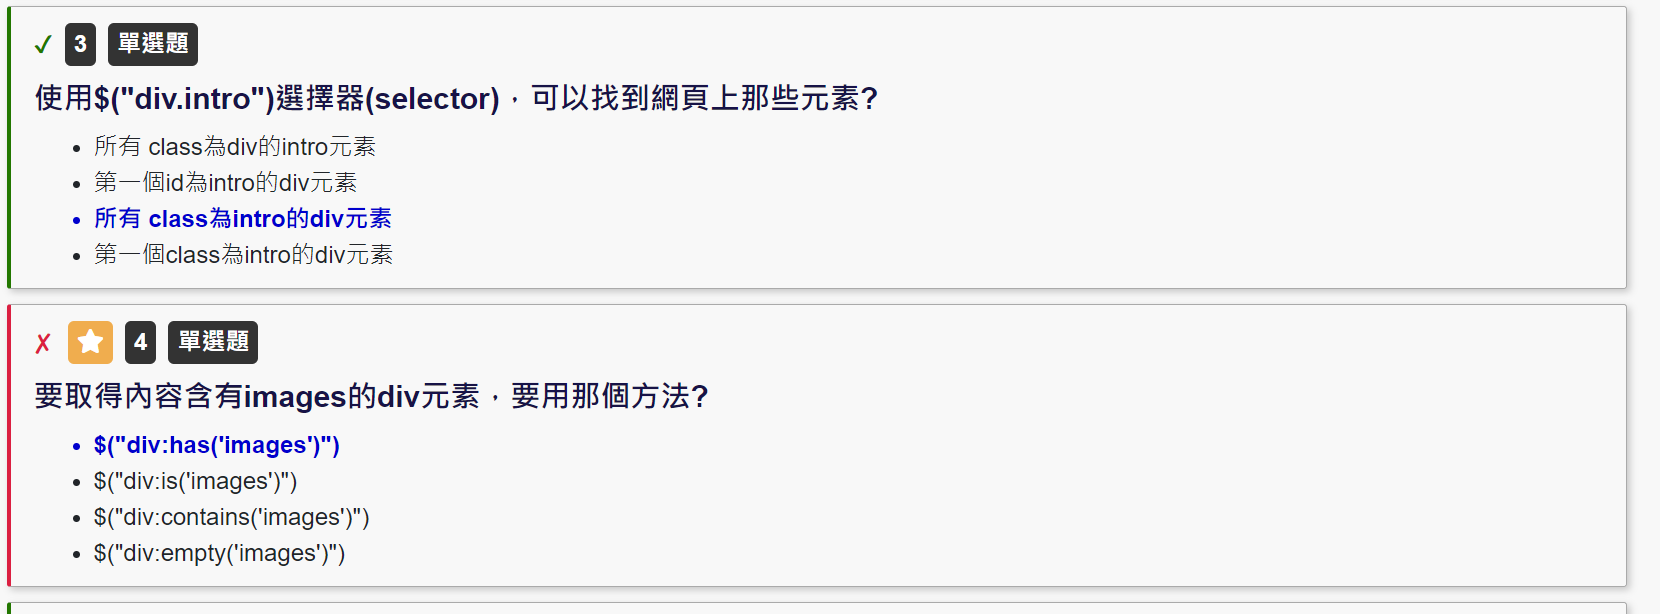 ✓ 3 單選題
使用$("div.intro")選擇器(selector)，可以找到網頁上那些元素?
• 所有 class為div的intro元素
• 第一個id為intro的div元素
• 所有 class為intro的div元素
• 第一個class為intro的div元素
✗ ★ 4 單選題
要取得內容含有images的div元素，要用那個方法?
• $("div:has('images')")
• $("div:is('images')")
• $("div:contains('images')")
• $("div:empty('images')")